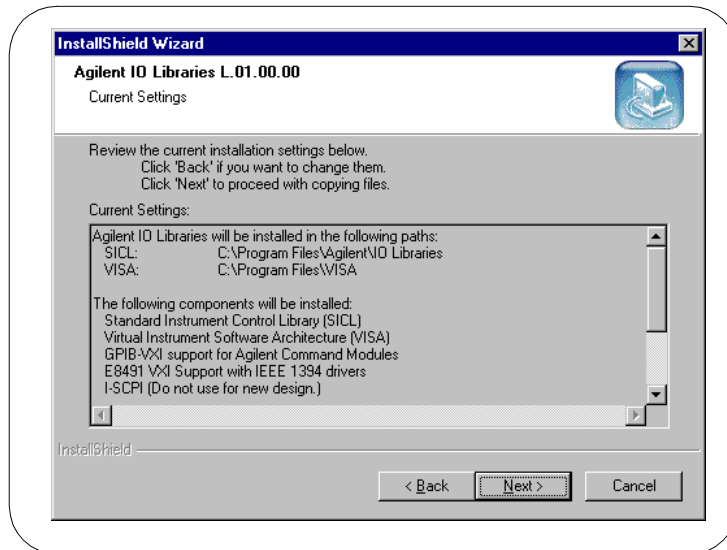 InstallShield Wizard
Agilent IO Libraries L.01.00.00
Current Settings
Review the current installation settings below.
Click 'Back' if you want to change them.
Click 'Next' to proceed with copying files.
Current Settings:
Agilent IO Libraries will be installed in the following paths:
SICL: C:\Program Files\Agilent\IO Libraries
VISA: C:\Program Files\VISA
The following components will be installed:
Standard Instrument Control Library (SICL)
Virtual Instrument Software Architecture (VISA)
GPIB-VXI support for Agilent Command Modules
E8491 VXI Support with IEEE 1394 drivers
I-SCPI (Do not use for new design.)
InstallShield
< Back Next > Cancel